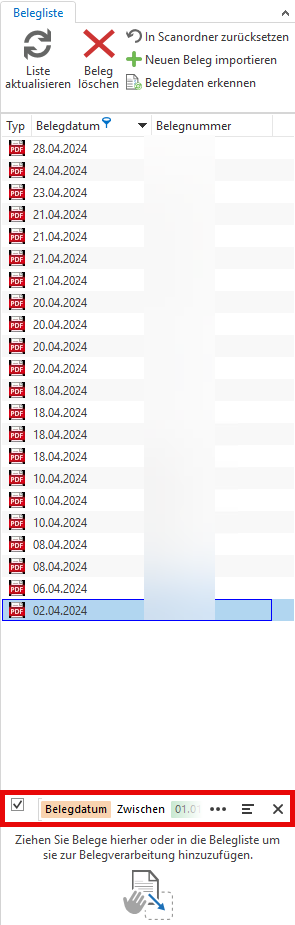 Belegliste
Liste aktualisieren
Beleg löschen
In Scanordner zurücksetzen
Neuen Beleg importieren
Belegdaten erkennen
Typ Belegdatum Belegnummer
PDF 28.04.2024
PDF 24.04.2024
PDF 23.04.2024
PDF 21.04.2024
PDF 21.04.2024
PDF 21.04.2024
PDF 21.04.2024
PDF 20.04.2024
PDF 20.04.2024
PDF 20.04.2024
PDF 20.04.2024
PDF 18.04.2024
PDF 18.04.2024
PDF 18.04.2024
PDF 18.04.2024
PDF 10.04.2024
PDF 10.04.2024
PDF 10.04.2024
PDF 08.04.2024
PDF 08.04.2024
PDF 06.04.2024
PDF 02.04.2024
Belegdatum Zwischen 01.01 •••
Ziehen Sie Belege hierher oder in die Belegliste um
sie zur Belegverarbeitung hinzuzufügen.